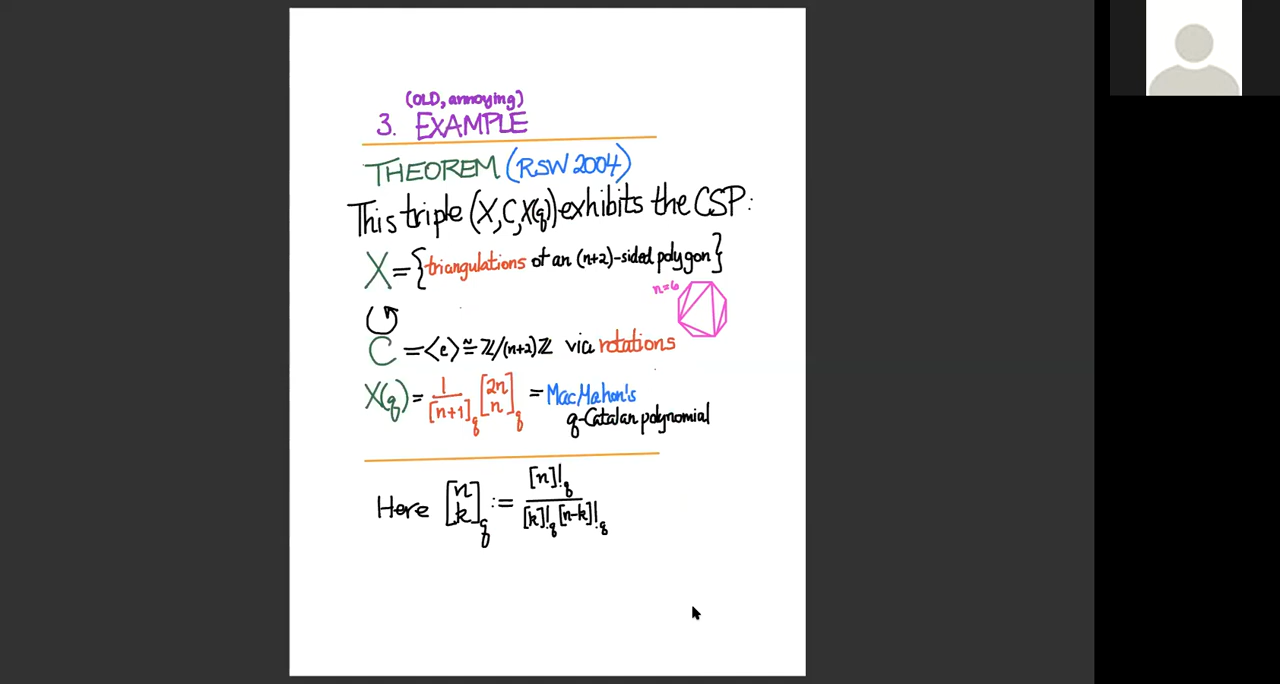 (OLD, annoying)
3. EXAMPLE
THEOREM (RSW 2004)
This triple (X, C, X(q)) exhibits the CSP:
X = {triangulations of an (n+2)-sided polygon}
n=6
C = <c> ≅ ℤ/(n+2)ℤ via rotations
X(q) = 1/[n+1]_q [2n n]_q = MacMahon's
q-Catalan polynomial
Here [n k]_q := [n]!_q / [k]!_q [n-k]!_q